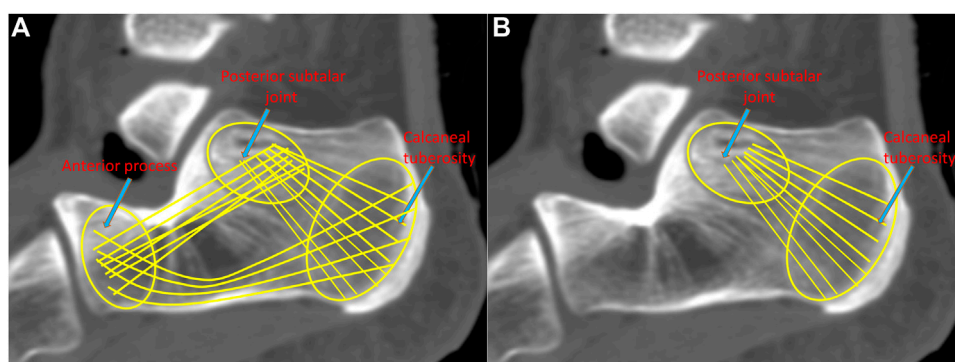 A
Posterior subtalar
joint
Calcaneal
tuberosity
Anterior process
B
Posterior subtalar
joint
Calcaneal
tuberosity